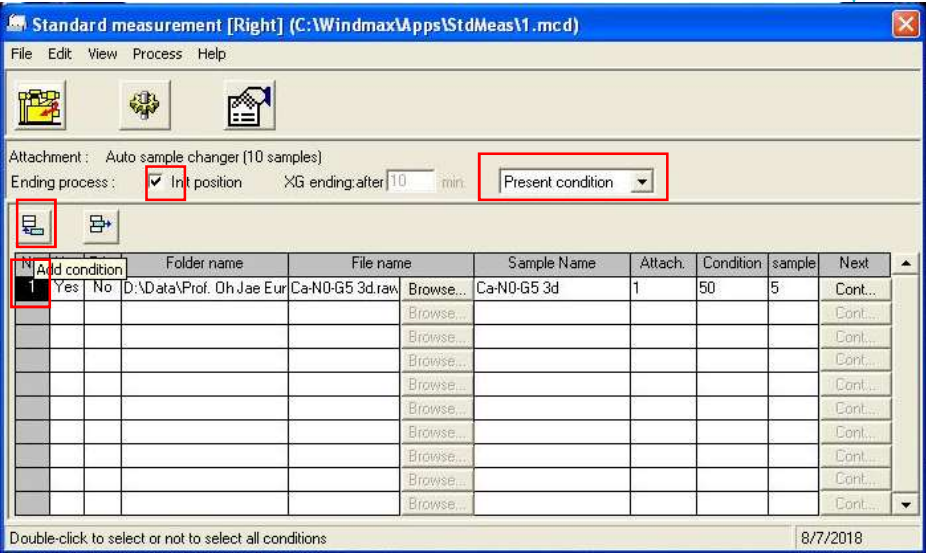 Standard measurement [Right] (C:\Windmax\Apps\StdMeas\1.mcd)
File Edit View Process Help
Attachment : Auto sample changer (10 samples)
Ending process : Init position XG ending:after 10 min. Present condition
Add condition
Folder name File name Sample Name Attach. Condition sample Next
1 Yes No D:\Data\Prof. Oh Jae Eun Ca-N0-G5 3d.raw Browse... Ca-N0-G5 3d 1 50 5 Cont...
Browse... Cont...
Browse... Cont...
Browse... Cont...
Browse... Cont...
Browse... Cont...
Browse... Cont...
Browse... Cont...
Browse... Cont...
Browse... Cont...
Double-click to select or not to select all conditions 8/7/2018